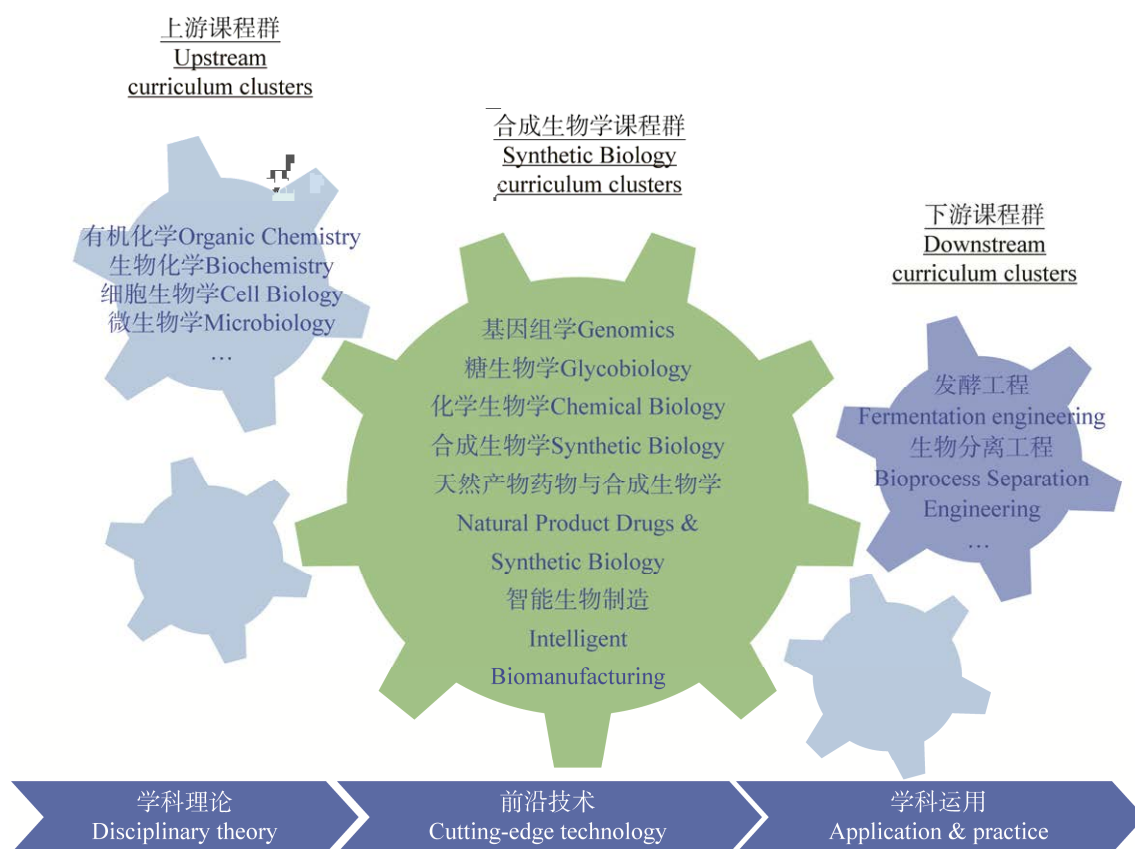 上游课程群
Upstream
curriculum clusters
合成生物学课程群
Synthetic Biology
curriculum clusters
下游课程群
Downstream
curriculum clusters
有机化学Organic Chemistry
生物化学Biochemistry
细胞生物学Cell Biology
微生物学Microbiology
…
基因组学Genomics
糖生物学Glycobiology
化学生物学Chemical Biology
合成生物学Synthetic Biology
天然产物药物与合成生物学
Natural Product Drugs &
Synthetic Biology
智能生物制造
Intelligent
Biomanufacturing
发酵工程
Fermentation engineering
生物分离工程
Bioprocess Separation
Engineering
…
学科理论
Disciplinary theory
前沿技术
Cutting-edge technology
学科运用
Application & practice